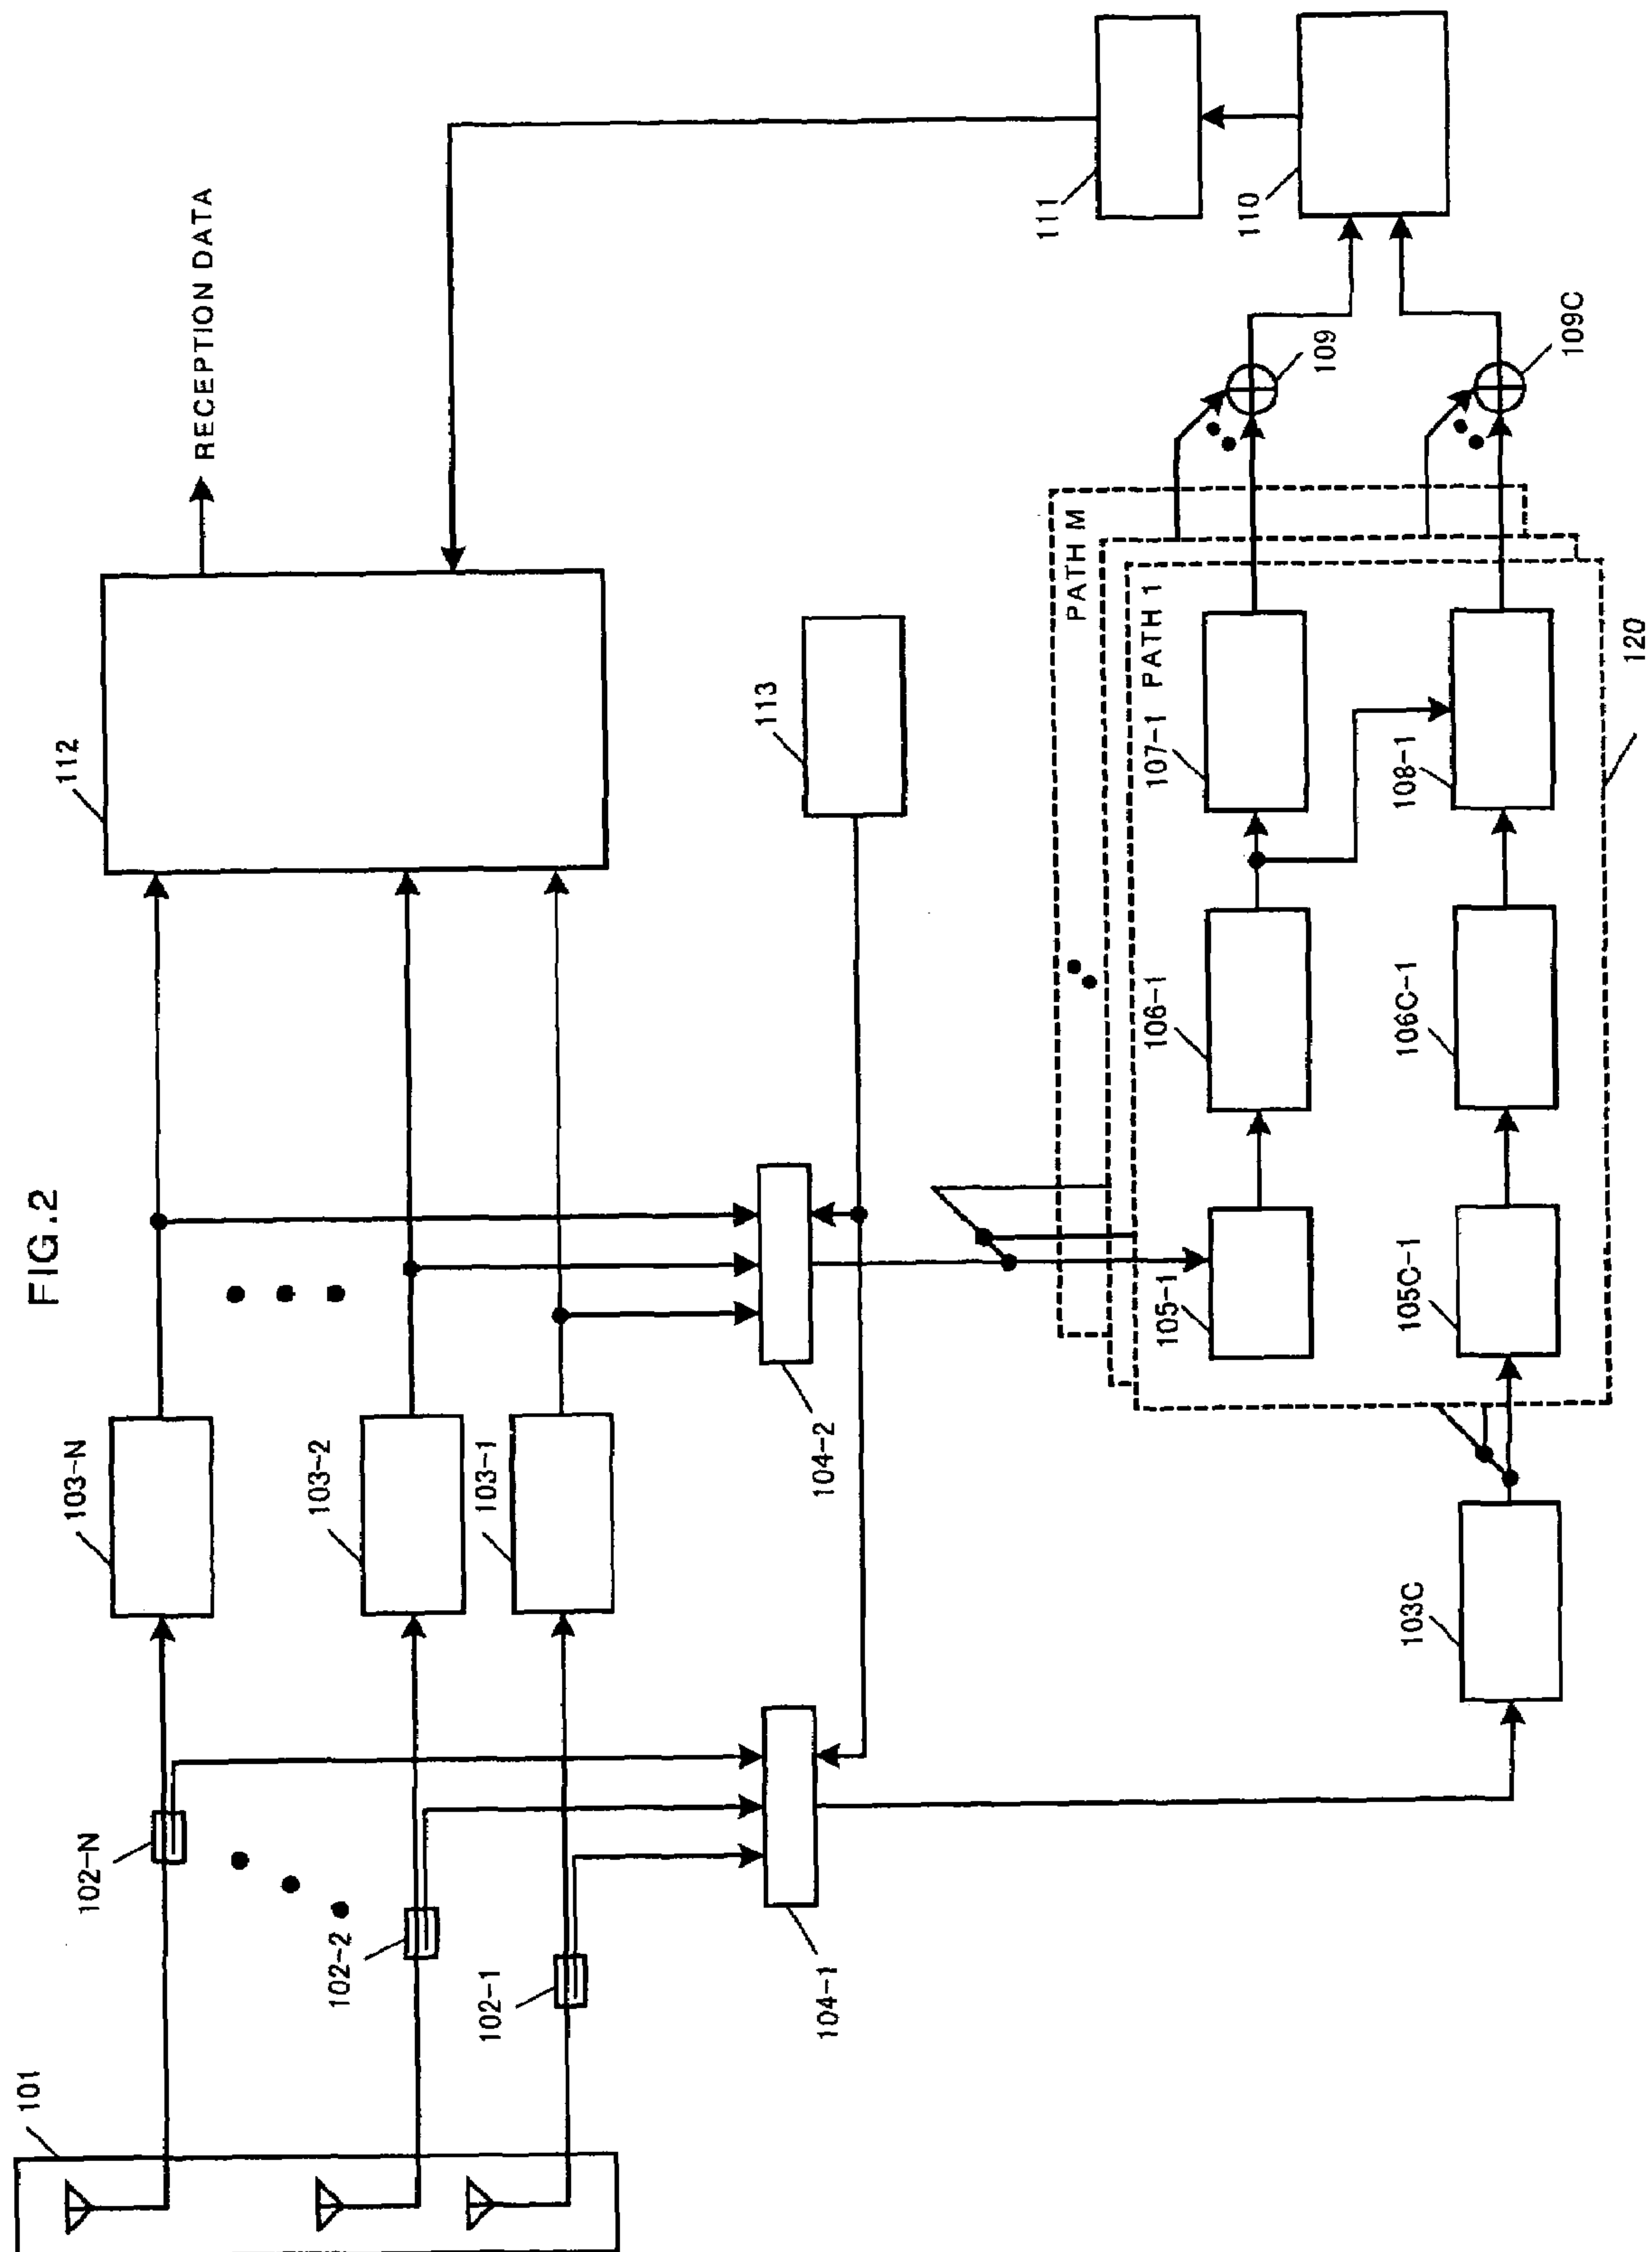 FIG.2
101
102-N
102-2
102-1
103-N
103-2
103-1
104-1
104-2
112
RECEPTION DATA
113
103C
105-1
105C-1
106-1
106C-1
107-1
PATH 1
108-1
PATH M
120
109
109C
110
111